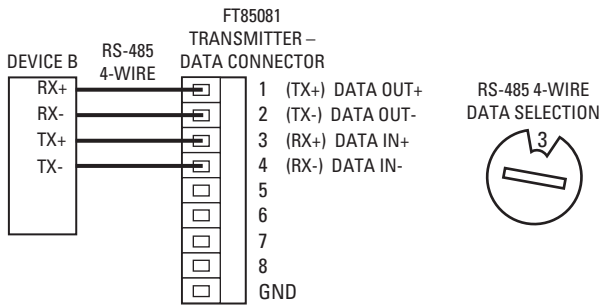 FT85081
TRANSMITTER –
DATA CONNECTOR
DEVICE B
RS-485
4-WIRE
RX+
RX-
TX+
TX-
1 (TX+) DATA OUT+
2 (TX-) DATA OUT-
3 (RX+) DATA IN+
4 (RX-) DATA IN-
5
6
7
8
GND
RS-485 4-WIRE
DATA SELECTION
3